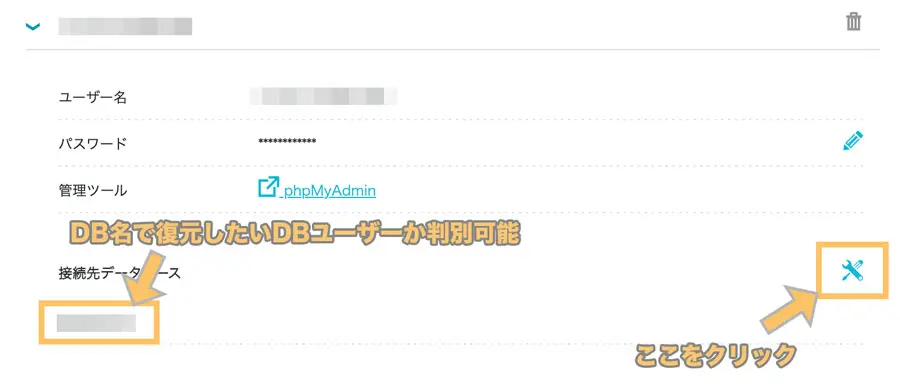 ユーザー名
パスワード ************
管理ツール phpMyAdmin
DB名で復元したいDBユーザーか判別可能
接続先データベース
ここをクリック